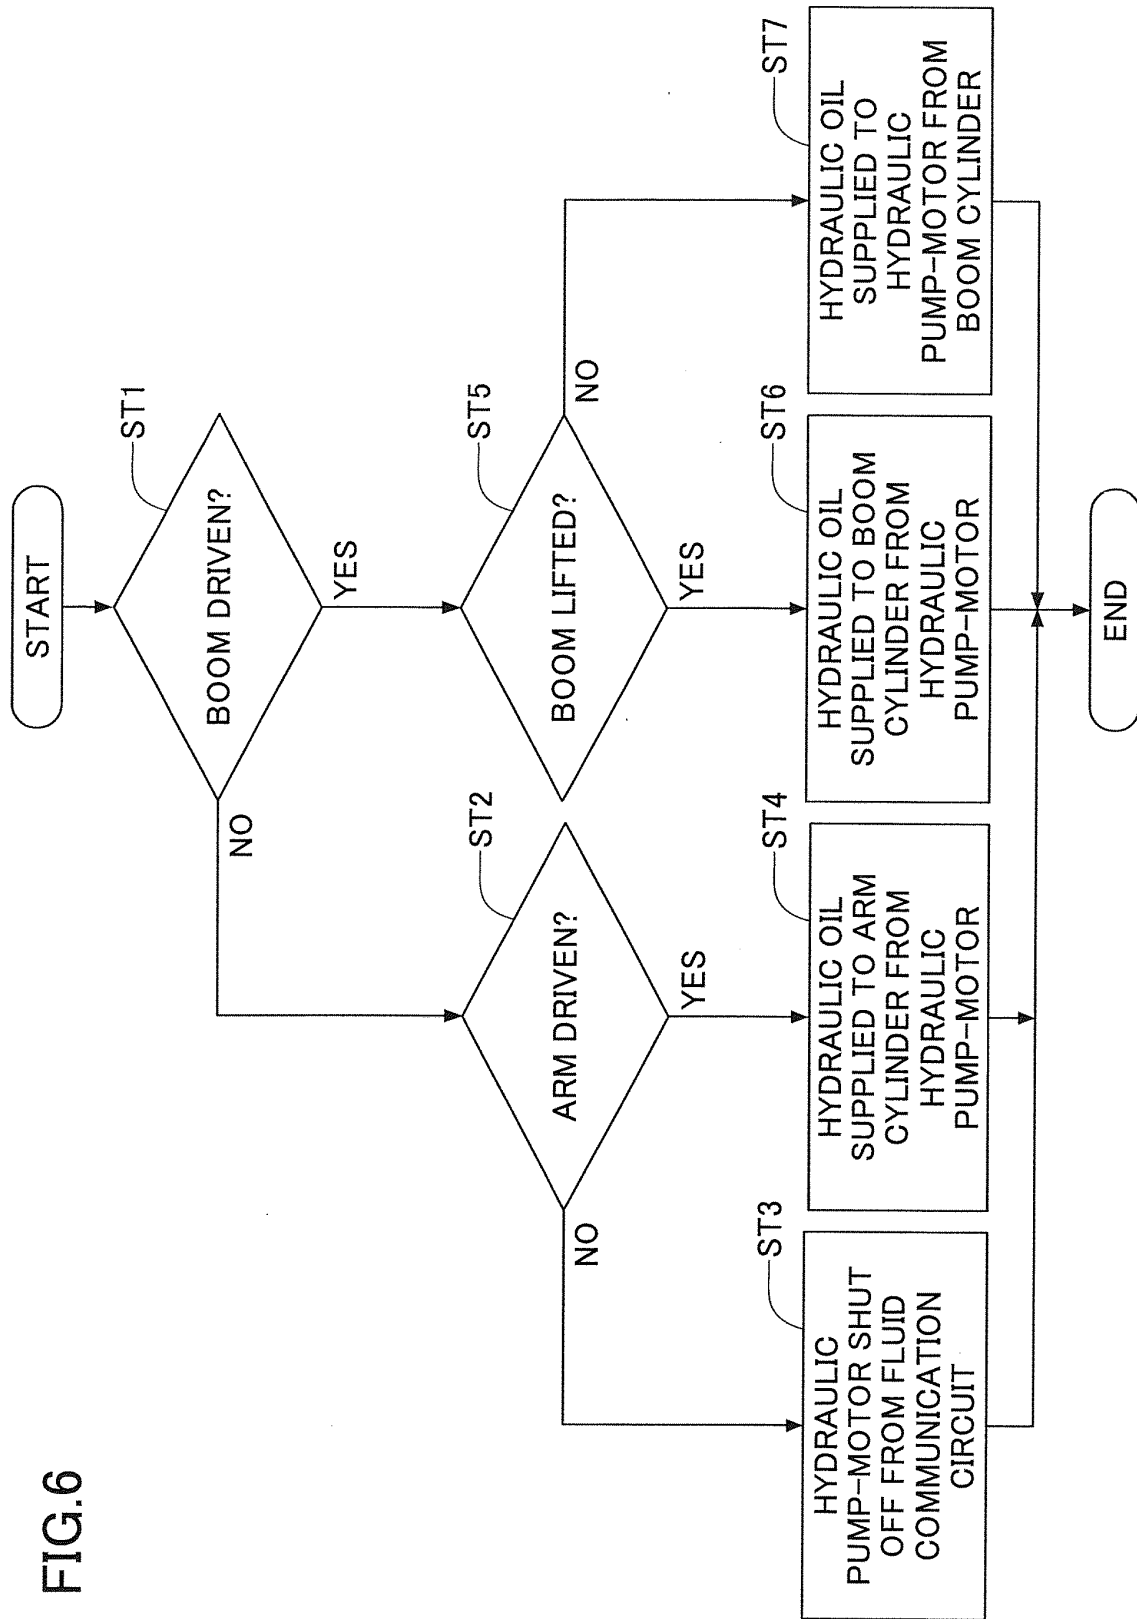 FIG.6
START
BOOM DRIVEN?
ST1
NO
YES
ARM DRIVEN?
ST2
BOOM LIFTED?
ST5
NO
YES
YES
NO
HYDRAULIC
PUMP-MOTOR SHUT
OFF FROM FLUID
COMMUNICATION
CIRCUIT
ST3
HYDRAULIC OIL
SUPPLIED TO ARM
CYLINDER FROM
HYDRAULIC
PUMP-MOTOR
ST4
HYDRAULIC OIL
SUPPLIED TO BOOM
CYLINDER FROM
HYDRAULIC
PUMP-MOTOR
ST6
HYDRAULIC OIL
SUPPLIED TO
HYDRAULIC
PUMP-MOTOR FROM
BOOM CYLINDER
ST7
END